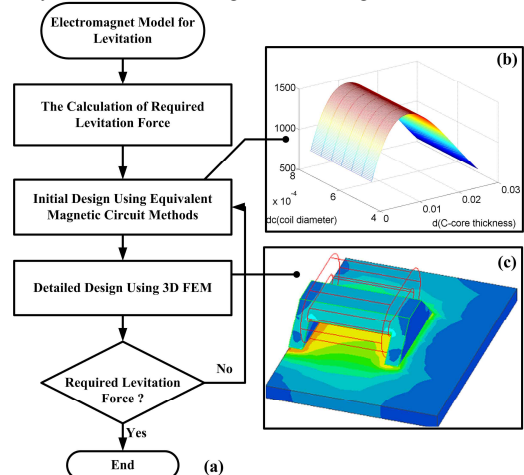 Electromagnet Model for
Levitation
The Calculation of Required
Levitation Force
Initial Design Using Equivalent
Magnetic Circuit Methods
Detailed Design Using 3D FEM
Required Levitation
Force ?
No
Yes
End
(a)
(b)
1500
1000
500
8
6
4
x 10⁻⁴
dc(coil diameter)
0
0.01
0.02
0.03
d(C-core thickness)
(c)